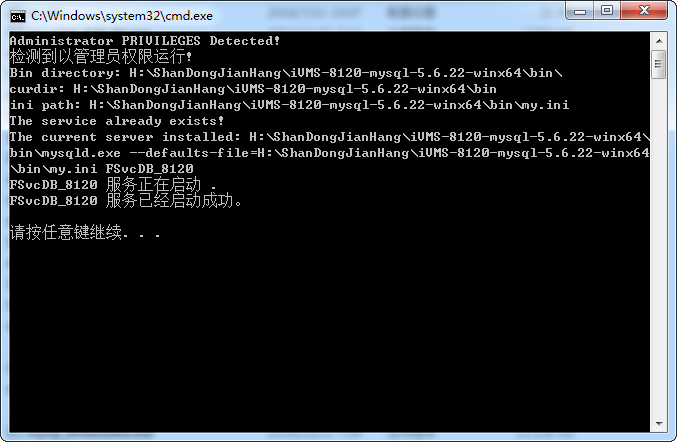 C:\Windows\system32\cmd.exe
Administrator PRIVILEGES Detected!
检测到以管理员权限运行!
Bin directory: H:\ShanDongJianHang\iVMS-8120-mysql-5.6.22-winx64\bin\
curdir: H:\ShanDongJianHang\iVMS-8120-mysql-5.6.22-winx64\bin
ini path: H:\ShanDongJianHang\iVMS-8120-mysql-5.6.22-winx64\bin\my.ini
The service already exists!
The current server installed: H:\ShanDongJianHang\iVMS-8120-mysql-5.6.22-winx64\
bin\mysqld.exe --defaults-file=H:\ShanDongJianHang\iVMS-8120-mysql-5.6.22-winx64
\bin\my.ini FSvcDB_8120
FSvcDB_8120 服务正在启动 .
FSvcDB_8120 服务已经启动成功。
请按任意键继续. . .